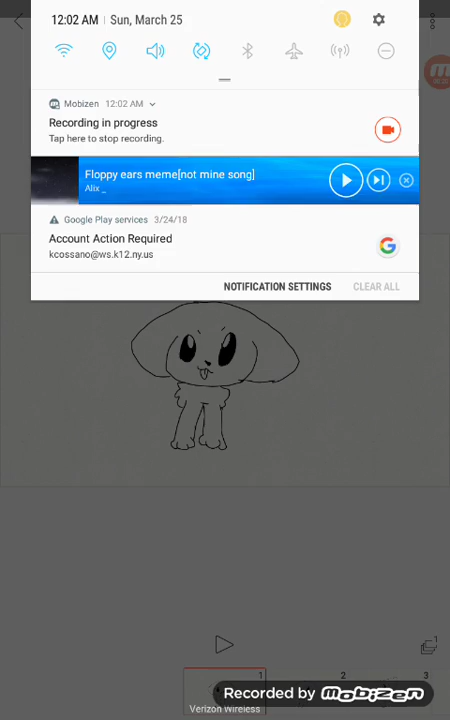 12:02 AM | Sun, March 25
Mobizen 12:02 AM
Recording in progress
Tap here to stop recording.
Floppy ears meme[not mine song]
Alix _
Google Play services 3/24/18
Account Action Required
kcossano@ws.k12.ny.us
NOTIFICATION SETTINGS CLEAR ALL
1
1 2 3
Recorded by mobizen
Verizon Wireless